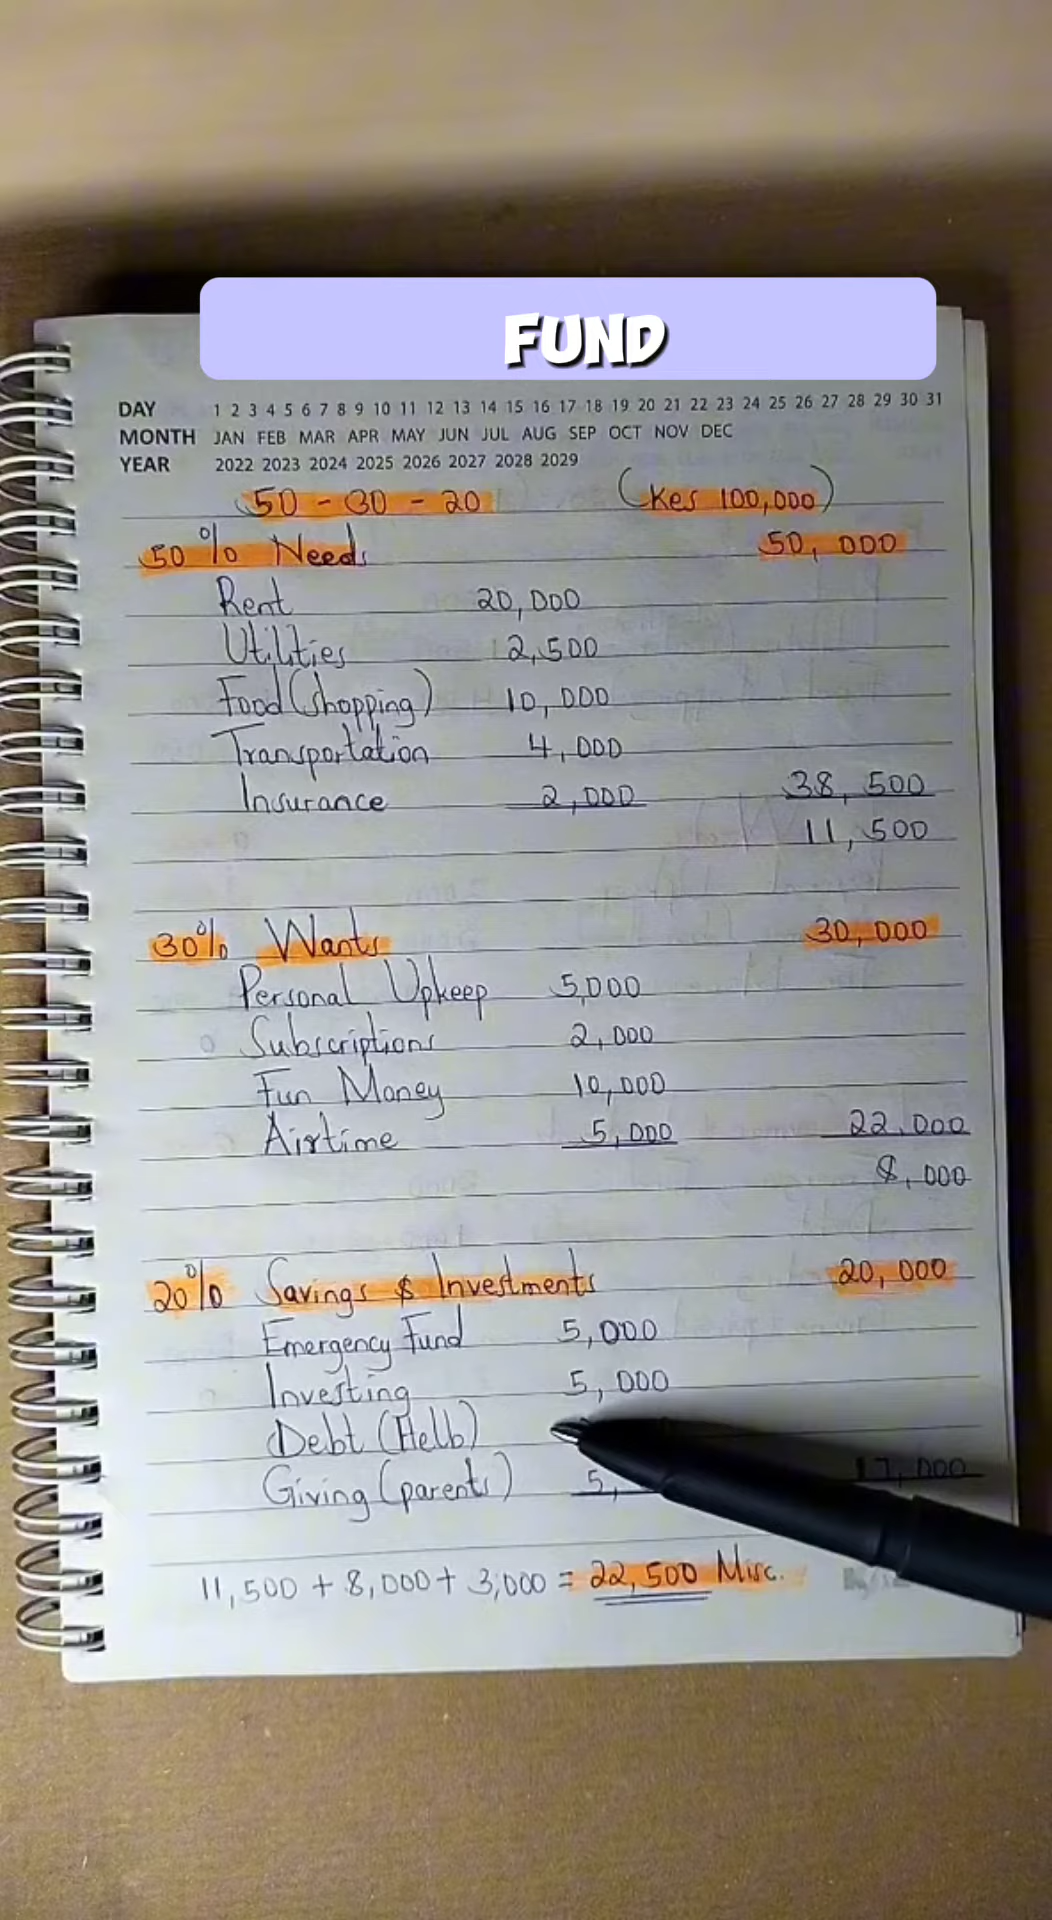 FUND
DAY 1 2 3 4 5 6 7 8 9 10 11 12 13 14 15 16 17 18 19 20 21 22 23 24 25 26 27 28 29 30 31
MONTH JAN FEB MAR APR MAY JUN JUL AUG SEP OCT NOV DEC
YEAR 2022 2023 2024 2025 2026 2027 2028 2029
50 - 30 - 20 (Kes 100,000)
50% Needs 50,000
Rent 20,000
Utilities 2,500
Food (shopping) 10,000
Transportation 4,000
Insurance 2,000 38,500
11,500
30% Wants 30,000
Personal Upkeep 5,000
Subscriptions 2,000
Fun Money 10,000
Airtime 5,000 22,000
8,000
20% Savings & Investments 20,000
Emergency Fund 5,000
Investing 5,000
Debt (Helb)
Giving (parents) 5, 17,000
11,500 + 8,000 + 3,000 = 22,500 Misc.